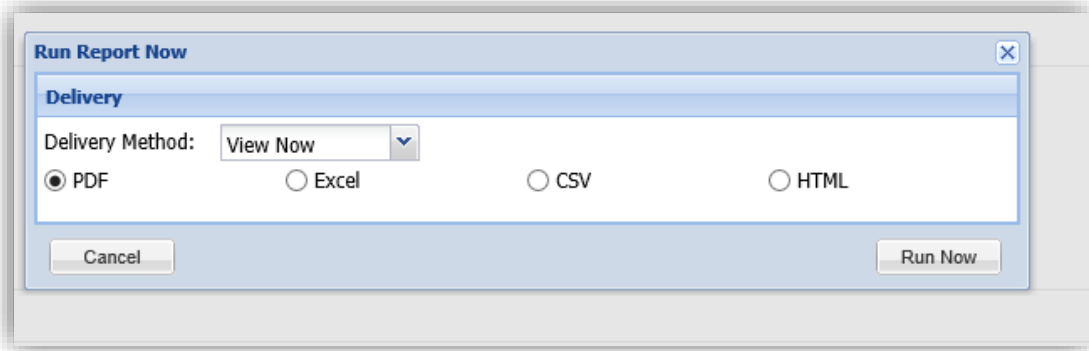 Run Report Now
Delivery
Delivery Method: View Now
PDF Excel CSV HTML
Cancel Run Now